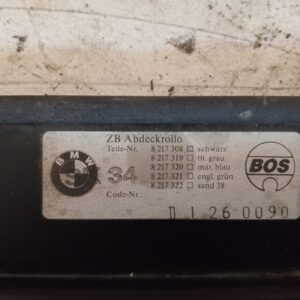 ZB Abdeckrollo
Teile-Nr. 8 217 308 schwarz
8 217 319 tit. grau
8 217 320 mar. blau
8 217 321 engl. grün
8 217 322 sand 38
Code-Nr.:
BMW
34
BOS
26 0090